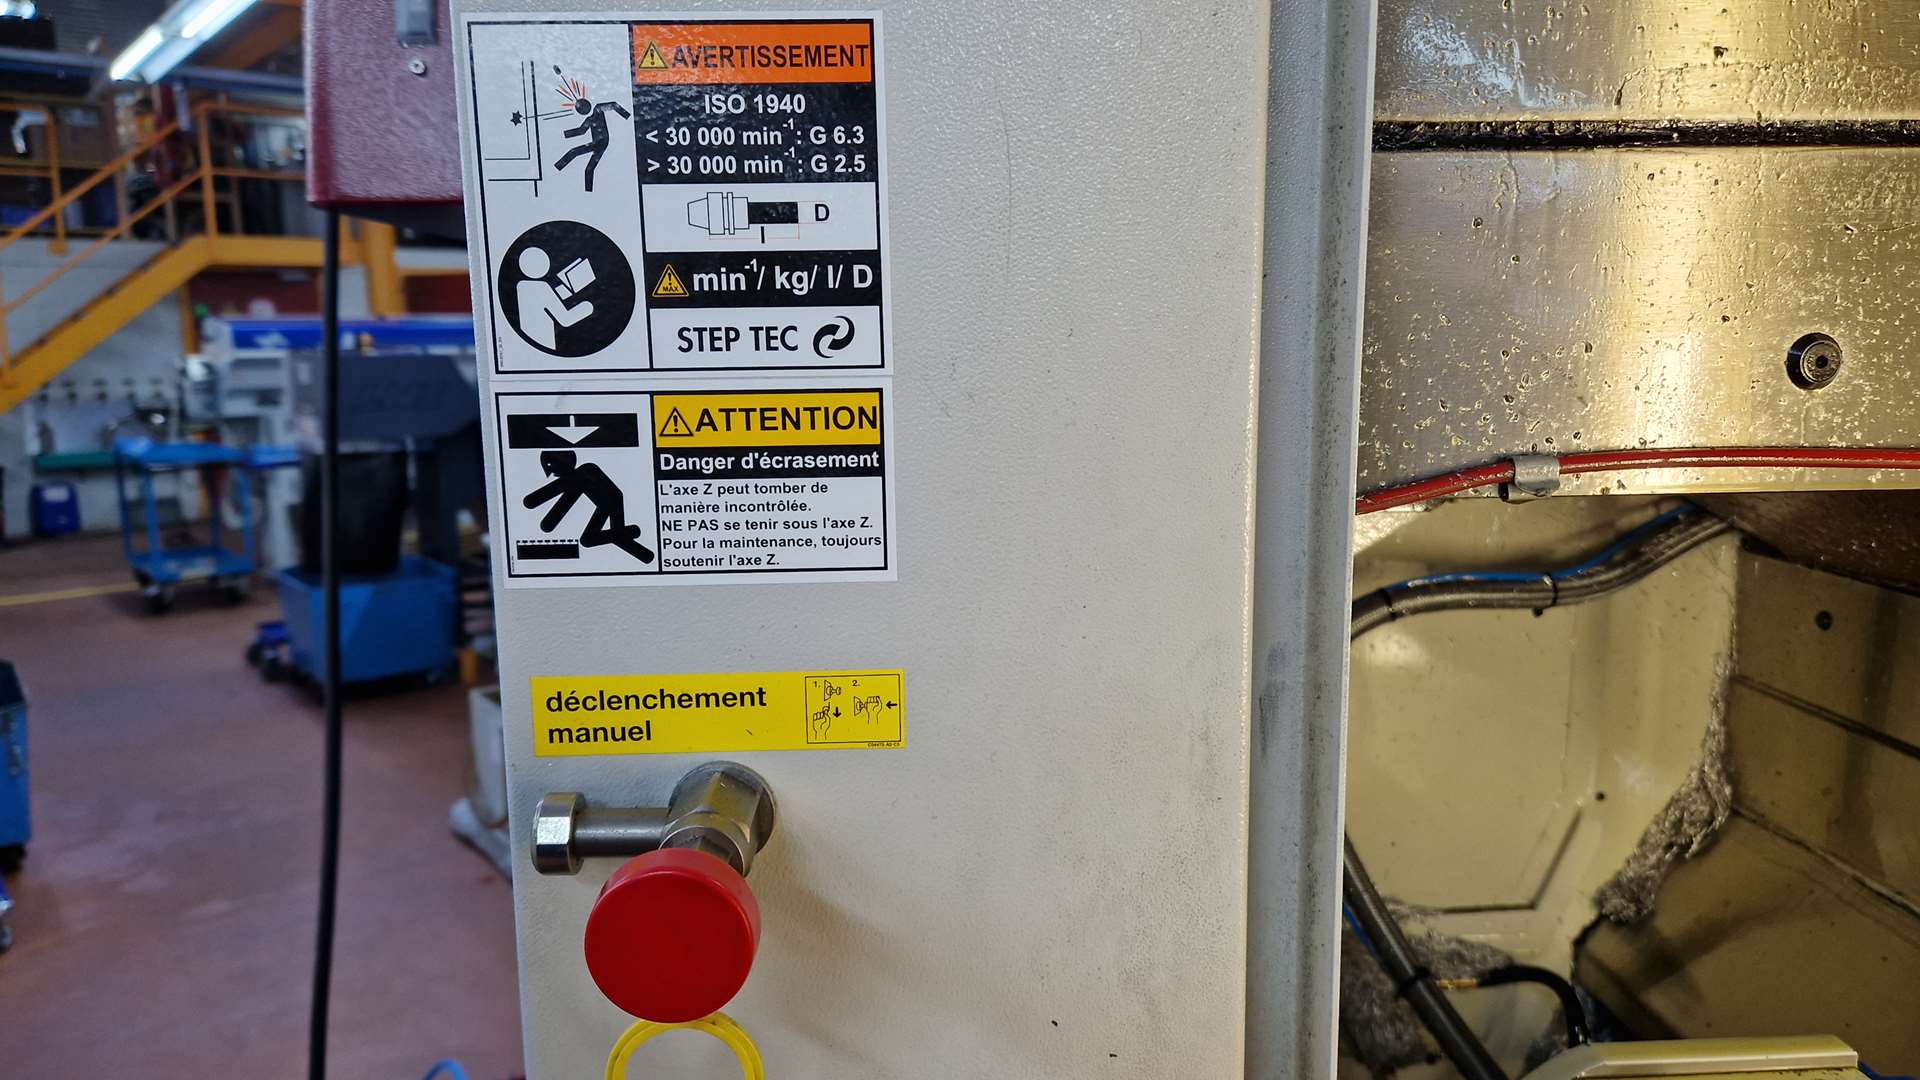 AVERTISSEMENT
ISO 1940
< 30 000 min⁻¹: G 6.3
> 30 000 min⁻¹: G 2.5
D
l
MAX
min⁻¹/ kg/ l/ D
STEP TEC
ATTENTION
Danger d'écrasement
L'axe Z peut tomber de
manière incontrôlée.
NE PAS se tenir sous l'axe Z.
Pour la maintenance, toujours
soutenir l'axe Z.
déclenchement
manuel
1. 2.